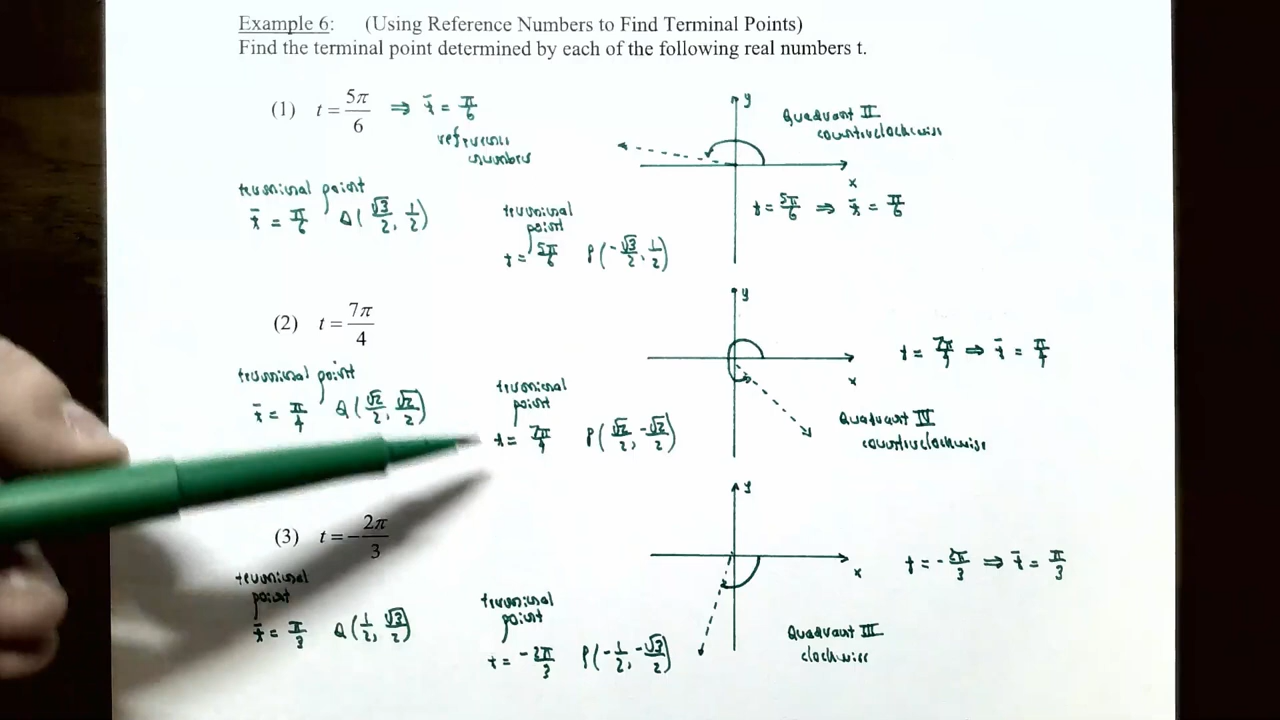 Example 6: (Using Reference Numbers to Find Terminal Points)
Find the terminal point determined by each of the following real numbers t.
(1) t = 5π/6 ⇒ t̄ = π/6
reference number
terminal point
t̄ = π/6 Q(√3/2, 1/2)
terminal point
t = 5π/6 P(-√3/2, 1/2)
y
x
Quadrant II
counterclockwise
t = 5π/6 ⇒ t̄ = π/6
(2) t = 7π/4
terminal point
t̄ = π/4 Q(√2/2, √2/2)
terminal point
t = 7π/4 P(√2/2, -√2/2)
y
x
t = 7π/4 ⇒ t̄ = π/4
Quadrant IV
counterclockwise
(3) t = -2π/3
terminal point
t̄ = π/3 Q(1/2, √3/2)
terminal point
t = -2π/3 P(-1/2, -√3/2)
y
x
t = -2π/3 ⇒ t̄ = π/3
Quadrant III
clockwise